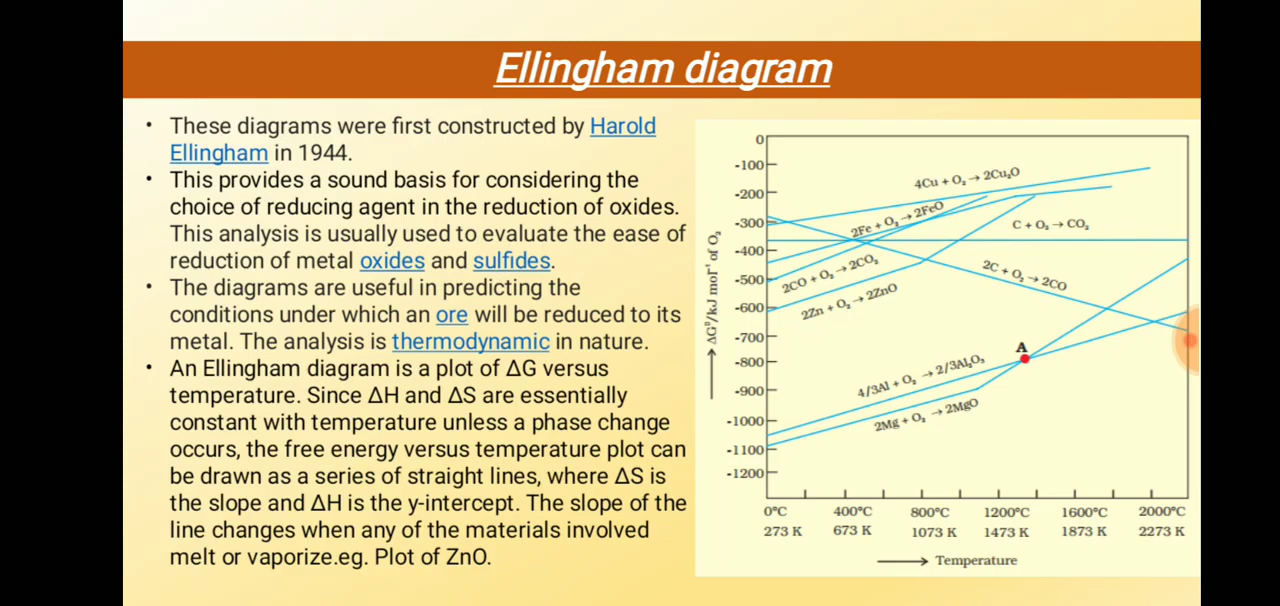 Ellingham diagram
• These diagrams were first constructed by Harold
Ellingham in 1944.
• This provides a sound basis for considering the
choice of reducing agent in the reduction of oxides.
This analysis is usually used to evaluate the ease of
reduction of metal oxides and sulfides.
• The diagrams are useful in predicting the
conditions under which an ore will be reduced to its
metal. The analysis is thermodynamic in nature.
• An Ellingham diagram is a plot of ΔG versus
temperature. Since ΔH and ΔS are essentially
constant with temperature unless a phase change
occurs, the free energy versus temperature plot can
be drawn as a series of straight lines, where ΔS is
the slope and ΔH is the y-intercept. The slope of the
line changes when any of the materials involved
melt or vaporize.eg. Plot of ZnO.
0
-100
-200
-300
-400
-500
-600
-700
-800
-900
-1000
-1100
-1200
→ ΔG⁰/kJ mol⁻¹ of O₂
4Cu + O₂ → 2Cu₂O
2Fe + O₂ → 2FeO
C + O₂ → CO₂
2CO + O₂ → 2CO₂
2C + O₂ → 2CO
2Zn + O₂ → 2ZnO
A
4/3Al + O₂ → 2/3Al₂O₃
2Mg + O₂ → 2MgO
0°C 400°C 800°C 1200°C 1600°C 2000°C
273 K 673 K 1073 K 1473 K 1873 K 2273 K
→ Temperature